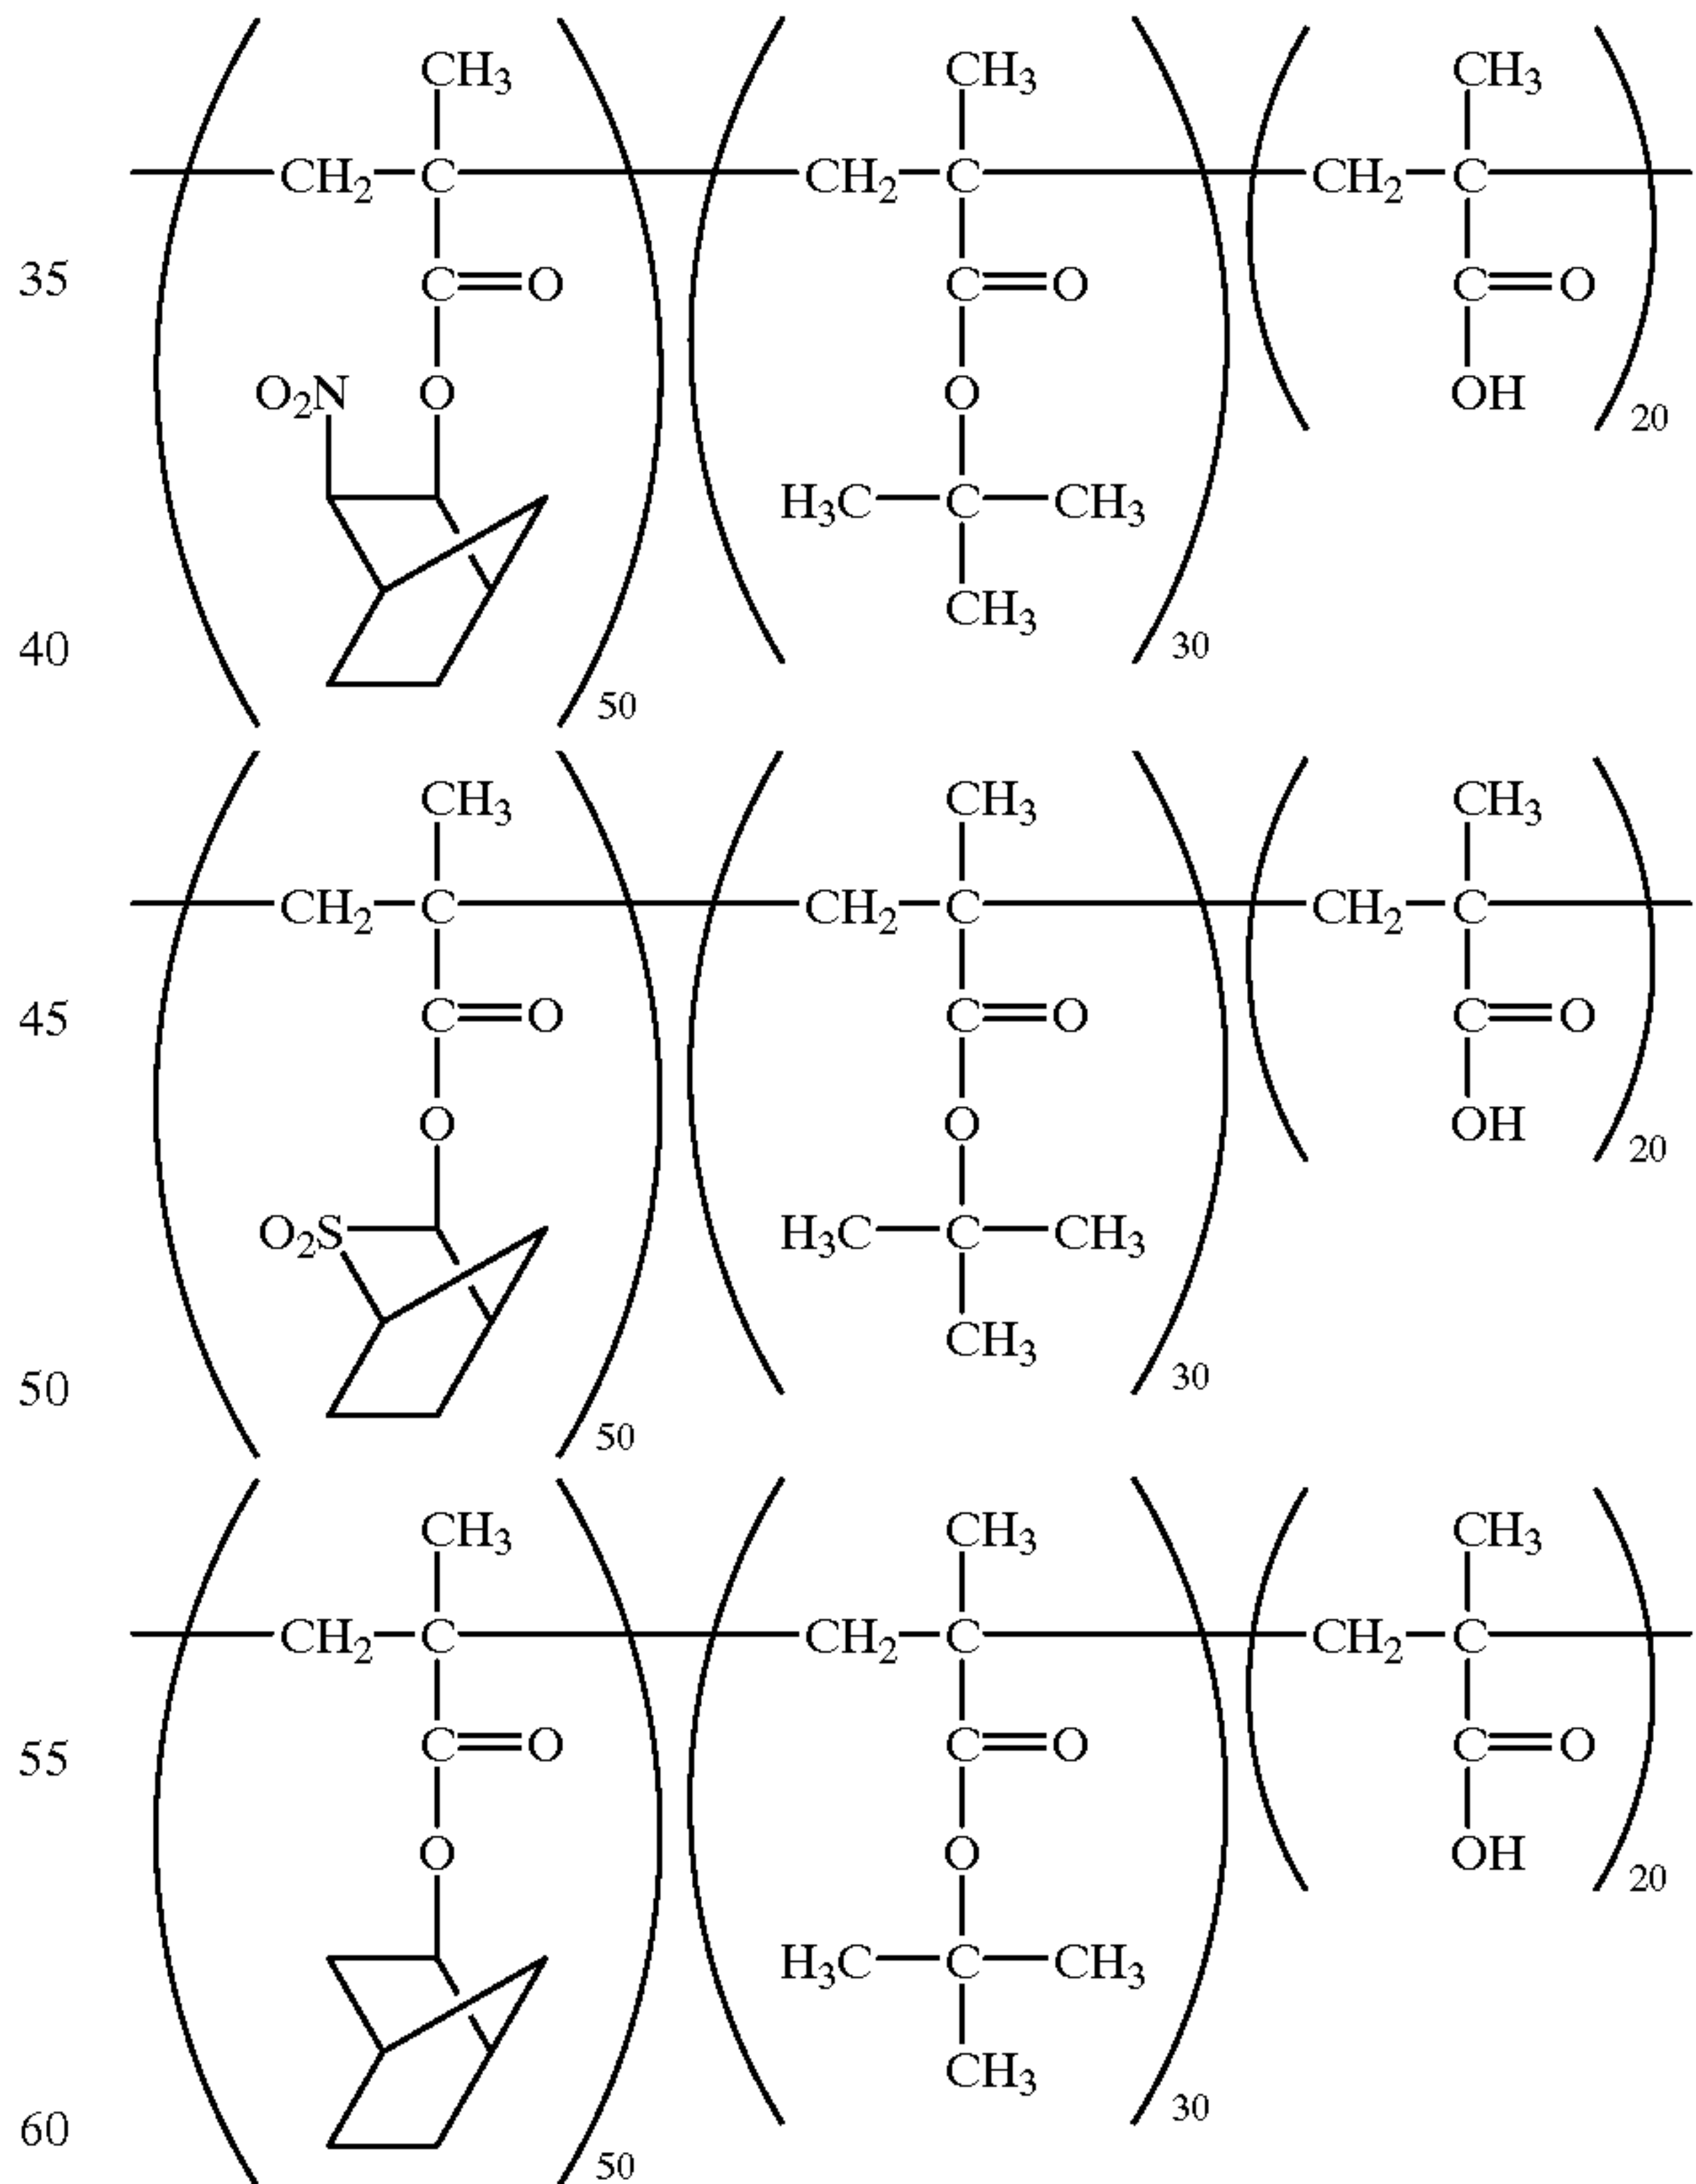 CH₃ CH₃ CH₃
CH₂ C CH₂ C CH₂ C
35 C O C O C O
O₂N O O OH 20
H₃C C CH₃
CH₃
40 30
50
CH₃ CH₃ CH₃
CH₂ C CH₂ C CH₂ C
45 C O C O C O
O O OH 20
O₂S H₃C C CH₃
CH₃
50 30
50
CH₃ CH₃ CH₃
CH₂ C CH₂ C CH₂ C
55 C O C O C O
O O OH 20
H₃C C CH₃
CH₃
60 30
50